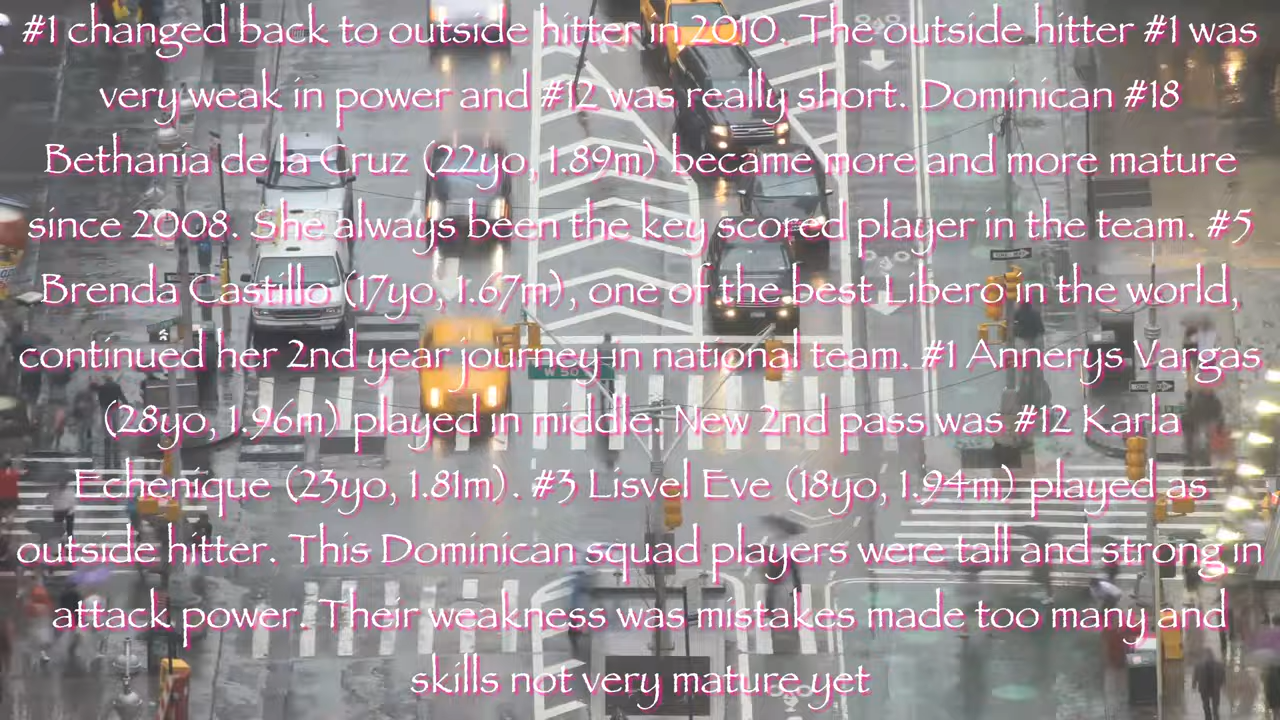 #1 changed back to outside hitter in 2010. The outside hitter #1 was
very weak in power and #12 was really short. Dominican #18
Bethania de la Cruz (22yo, 1.89m) became more and more mature
since 2008. She always been the key scored player in the team. #5
Brenda Castillo (17yo, 1.67m), one of the best Libero in the world,
continued her 2nd year journey in national team. #1 Annerys Vargas
(28yo, 1.96m) played in middle. New 2nd pass was #12 Karla
Echenique (23yo, 1.81m). #3 Lisvel Eve (18yo, 1.94m) played as
outside hitter. This Dominican squad players were tall and strong in
attack power. Their weakness was mistakes made too many and
skills not very mature yet
ONE WAY
W 50